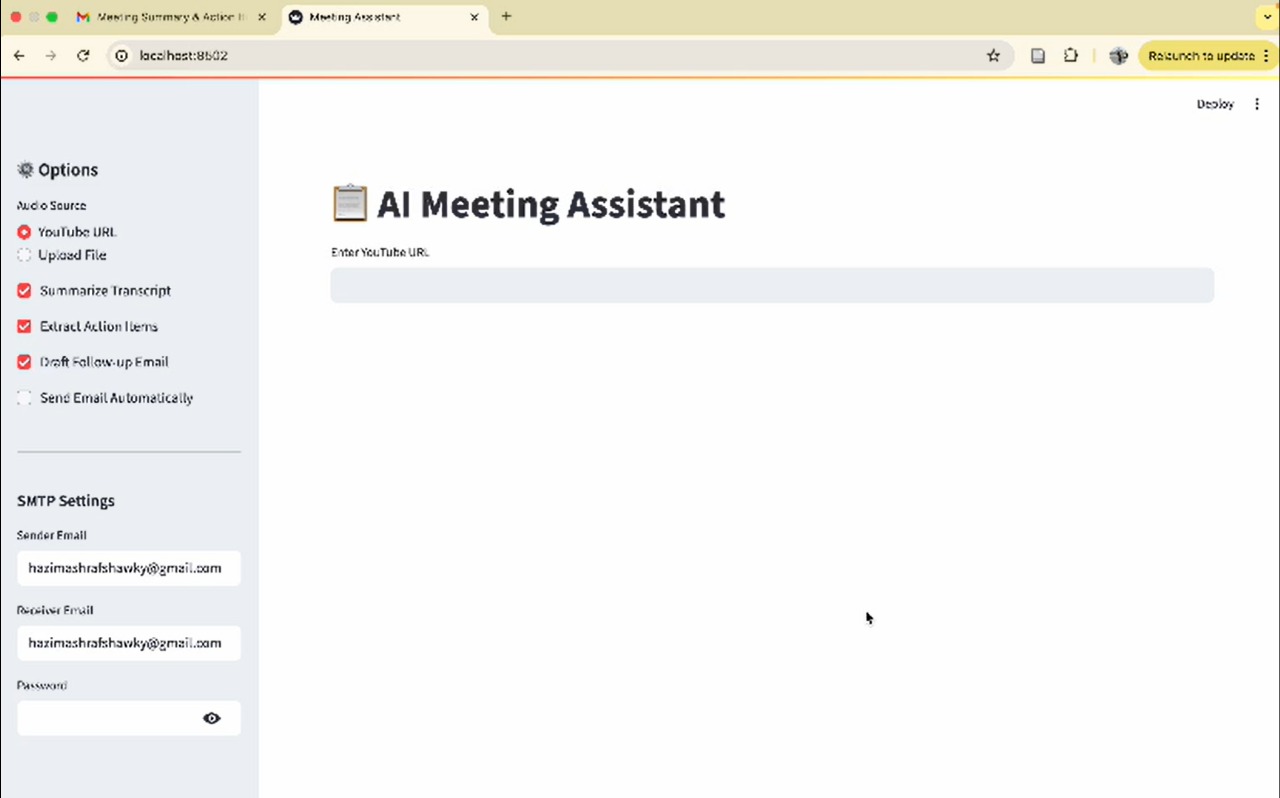 Meeting Summary & Action It
Meeting Assistant
localhost:8502
Relaunch to update
Deploy
Options
Audio Source
YouTube URL
Upload File
Summarize Transcript
Extract Action Items
Draft Follow-up Email
Send Email Automatically
SMTP Settings
Sender Email
hazimashrafshawky@gmail.com
Receiver Email
hazimashrafshawky@gmail.com
Password
AI Meeting Assistant
Enter YouTube URL